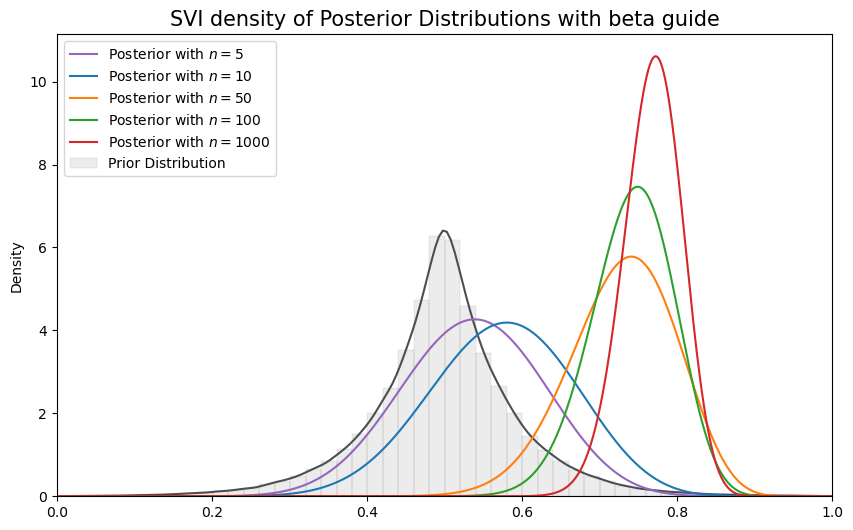 SVI density of Posterior Distributions with beta guide
Posterior with n = 5
Posterior with n = 10
Posterior with n = 50
Posterior with n = 100
Posterior with n = 1000
Prior Distribution
Density
10
8
6
4
2
0
0.0 0.2 0.4 0.6 0.8 1.0